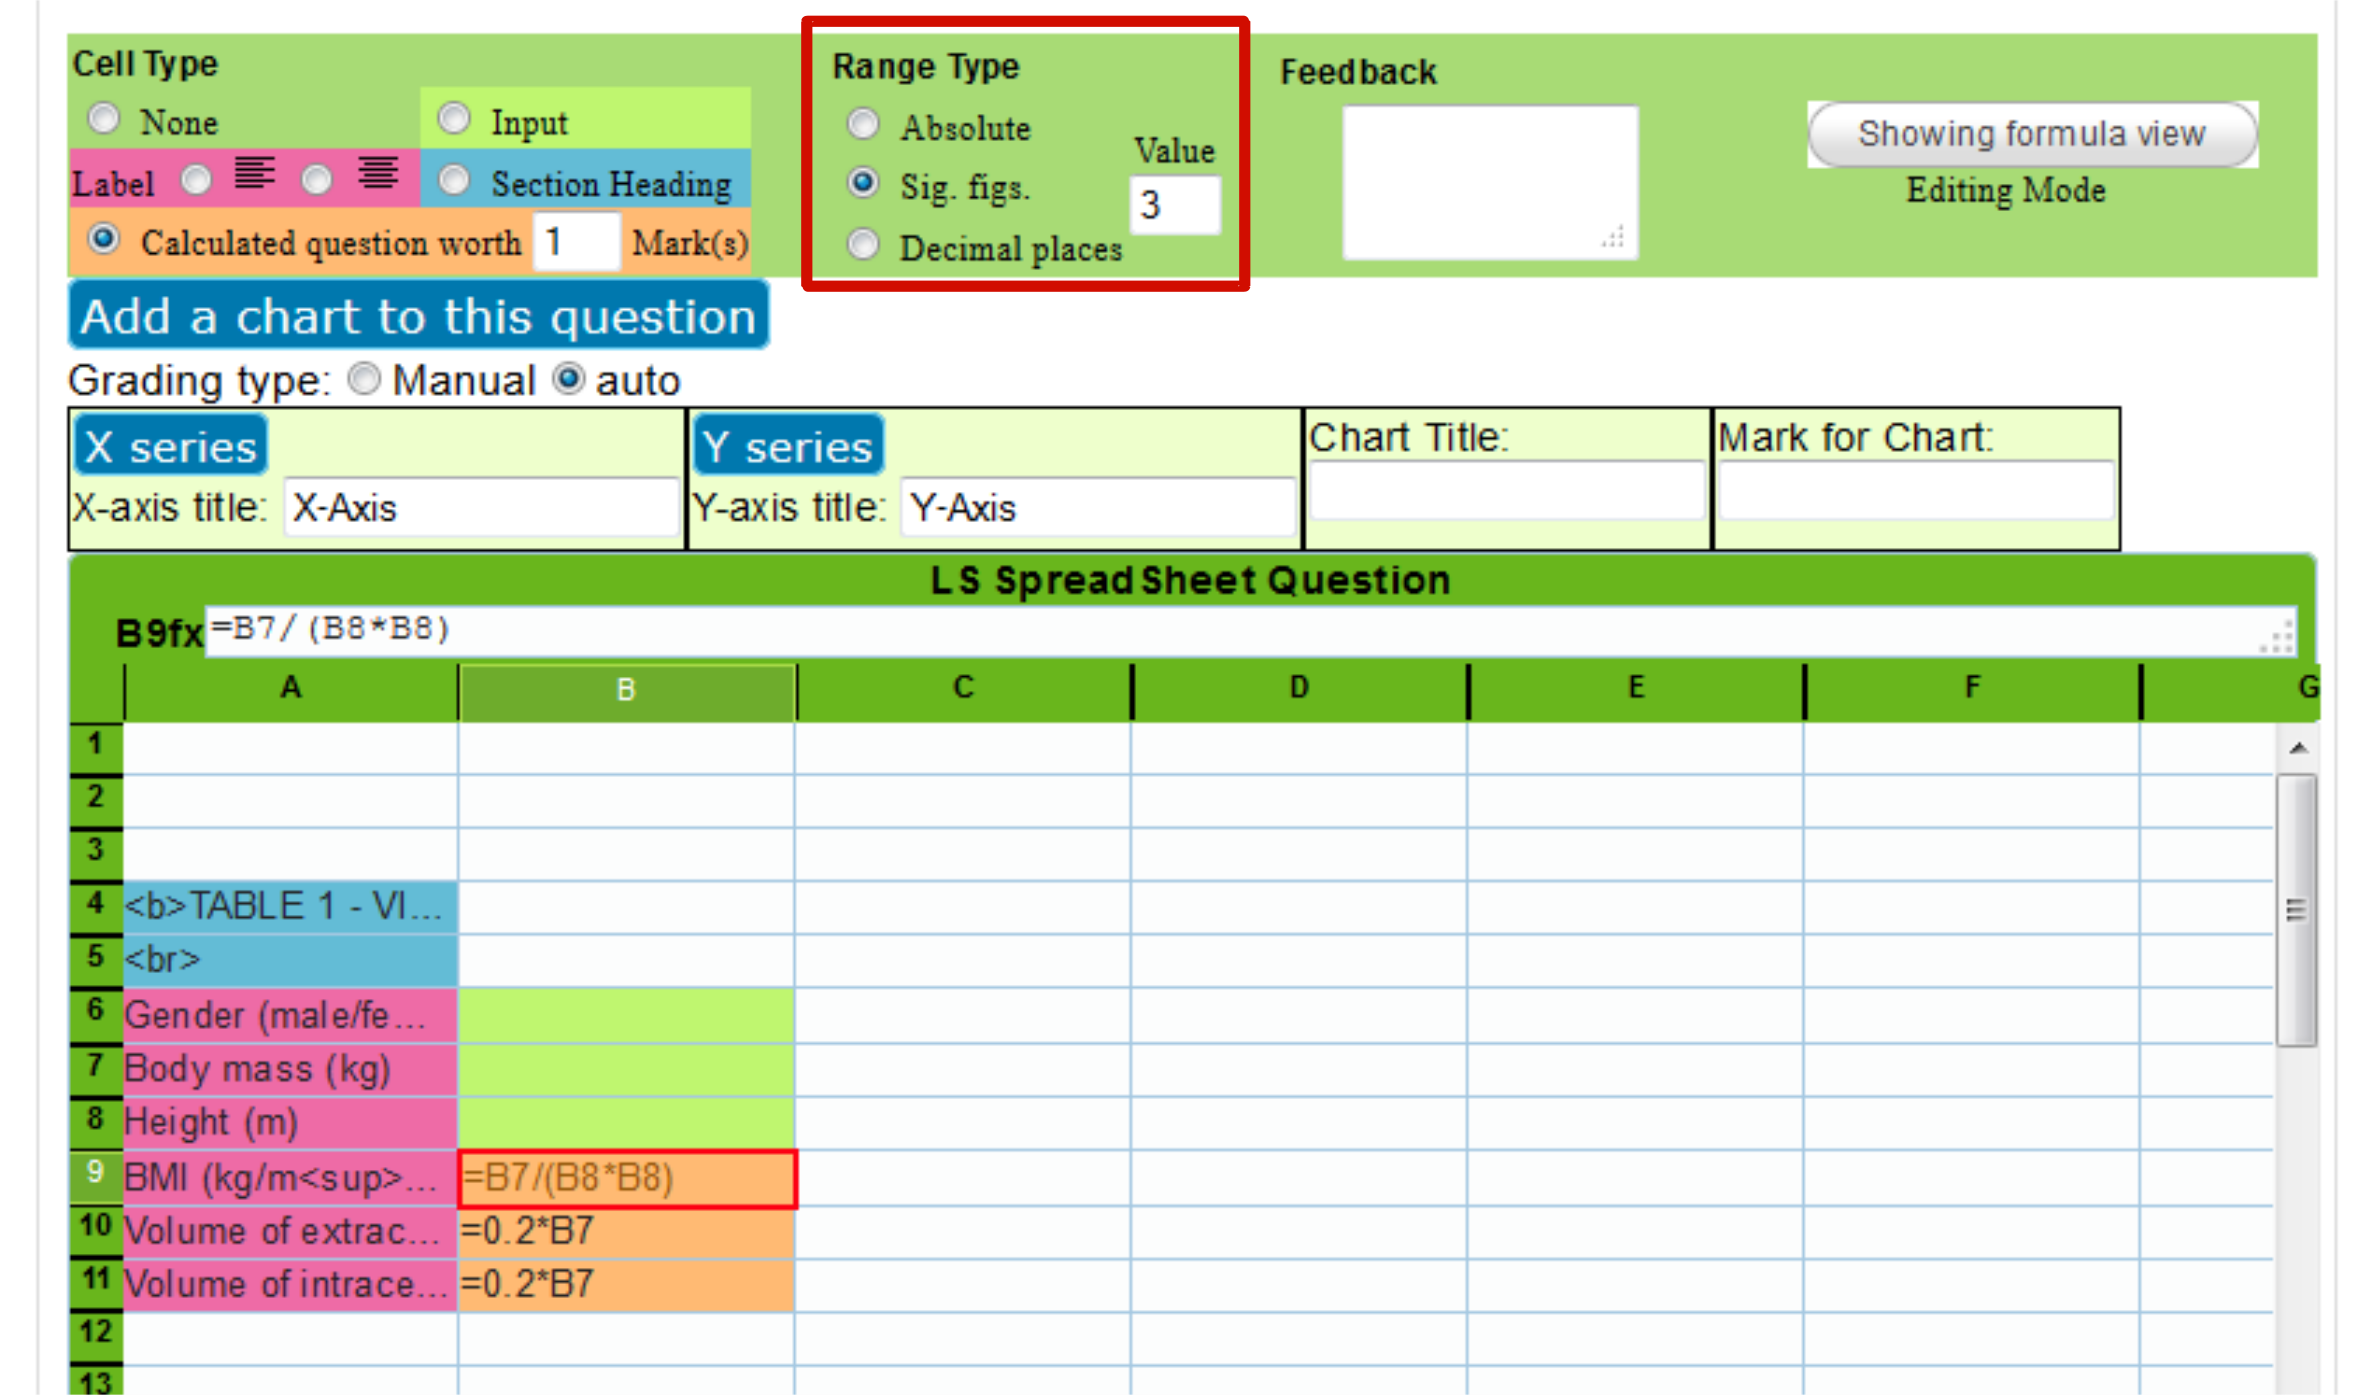 Cell Type
None
Input
Label
Section Heading
Calculated question worth 1 Mark(s)
Range Type
Absolute
Sig. figs.
Decimal places
Value
3
Feedback
Showing formula view
Editing Mode
Add a chart to this question
Grading type: Manual auto
X series
X-axis title: X-Axis
Y series
Y-axis title: Y-Axis
Chart Title:
Mark for Chart:
LS SpreadSheet Question
B9fx =B7/(B8*B8)
A B C D E F G
1
2
3
4 <b>TABLE 1 - VI...
5 <br>
6 Gender (male/fe...
7 Body mass (kg)
8 Height (m)
9 BMI (kg/m<sup>... =B7/(B8*B8)
10 Volume of extrac... =0.2*B7
11 Volume of intrace... =0.2*B7
12
13